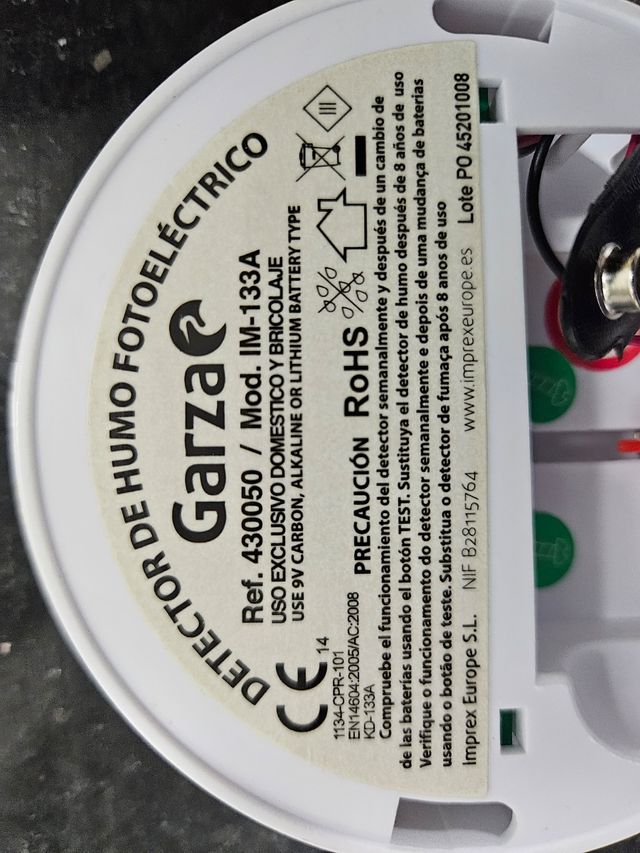 DETECTOR DE HUMO FOTOELÉCTRICO
Garza
Ref. 430050 / Mod. IM-133A
USO EXCLUSIVO DOMESTICO Y BRICOLAJE
USE 9V CARBON, ALKALINE OR LITHIUM BATTERY TYPE
CE 14
1134-CPR-101
EN14604:2005/AC:2008
KD-133A
PRECAUCIÓN RoHS
Compruebe el funcionamiento del detector semanalmente y después de un cambio de
de las baterías usando el botón TEST. Sustituya el detector de humo después de 8 años de uso
Verifique o funcionamento do detector semanalmente e depois de uma mudança de baterias
usando o botão de teste. Substitua o detector de fumaça após 8 anos de uso
Imprex Europe S.L. NIF B28115764 www.imprexeurope.es Lote PO 45201008